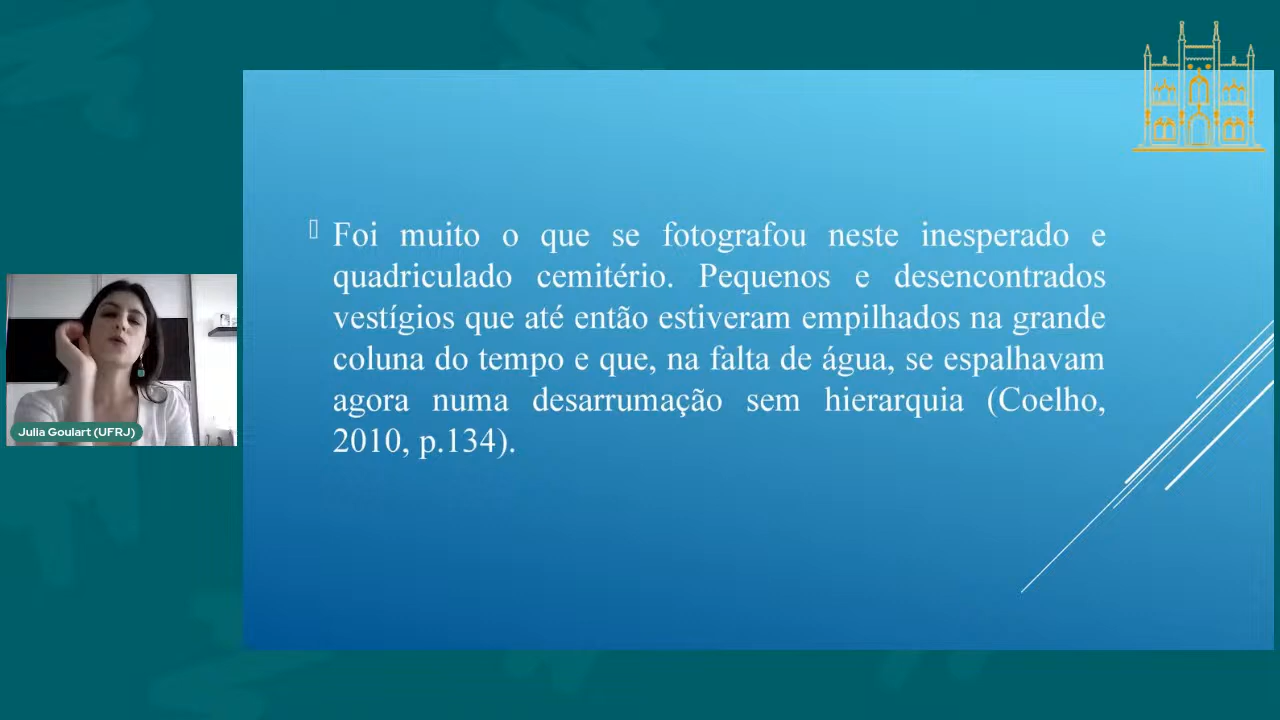 Foi muito o que se fotografou neste inesperado e
quadriculado cemitério. Pequenos e desencontrados
vestígios que até então estiveram empilhados na grande
coluna do tempo e que, na falta de água, se espalhavam
agora numa desarrumação sem hierarquia (Coelho,
2010, p.134).
Julia Goulart (UFRJ)